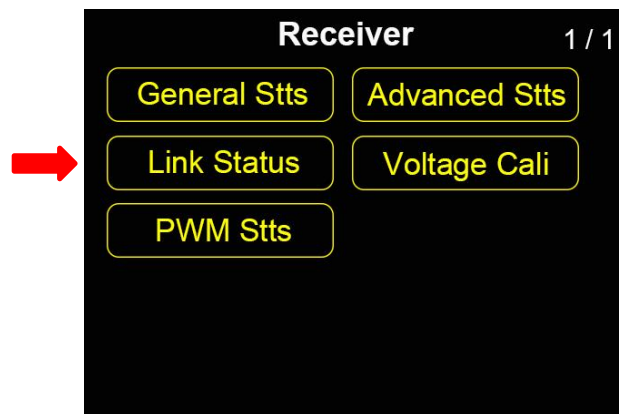 Receiver 1 / 1
General Stts Advanced Stts
Link Status Voltage Cali
PWM Stts